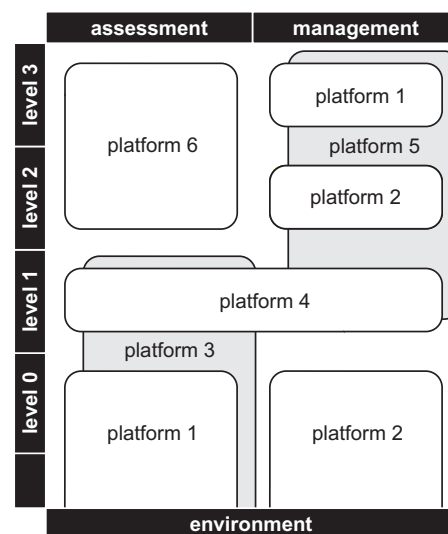 assessment management
level 3
platform 1
platform 6
platform 5
level 2
platform 2
level 1
platform 4
platform 3
level 0
platform 1 platform 2
environment